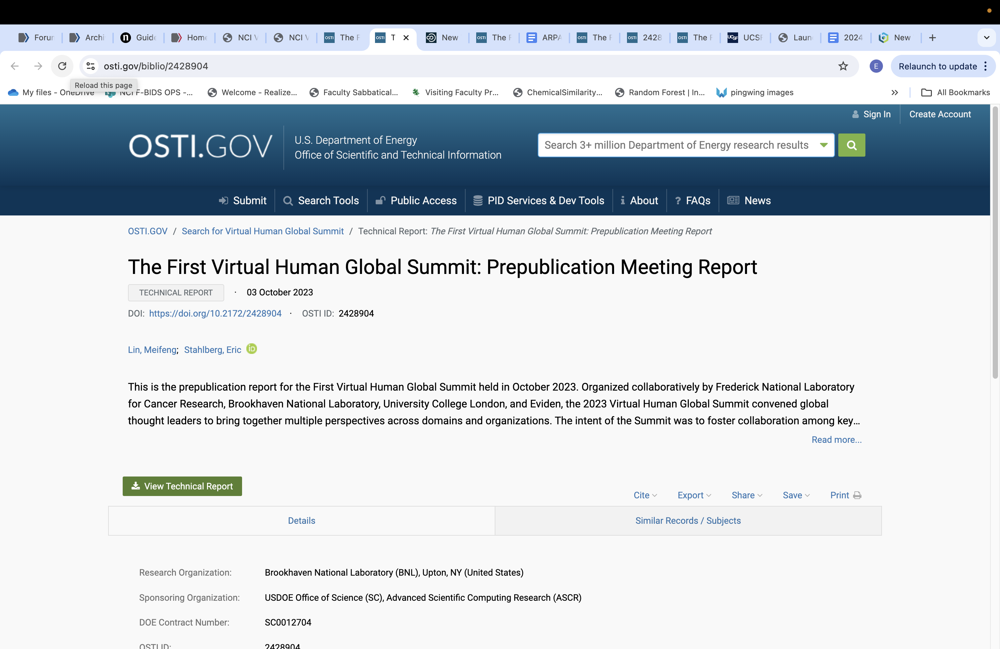 Forum Archi Guide Home NCI V NCI V OSTI The F OSTI T New OSTI The F ARPA OSTI The F OSTI 2428 OSTI The F UCSF UCSF Laun 2024 New
osti.gov/biblio/2428904 E Relaunch to update
Reload this page
My files - OneDrive NCI F-BIDS OPS -... Welcome - Realize... Faculty Sabbatical... Visiting Faculty Pr... ChemicalSimilarity... Random Forest | In... pingwing images » All Bookmarks
Sign In Create Account
OSTI.GOV
U.S. Department of Energy
Office of Scientific and Technical Information
Search 3+ million Department of Energy research results
Submit Search Tools Public Access PID Services & Dev Tools About FAQs News
OSTI.GOV / Search for Virtual Human Global Summit / Technical Report: The First Virtual Human Global Summit: Prepublication Meeting Report
The First Virtual Human Global Summit: Prepublication Meeting Report
TECHNICAL REPORT · 03 October 2023
DOI: https://doi.org/10.2172/2428904 · OSTI ID: 2428904
Lin, Meifeng; Stahlberg, Eric iD
This is the prepublication report for the First Virtual Human Global Summit held in October 2023. Organized collaboratively by Frederick National Laboratory
for Cancer Research, Brookhaven National Laboratory, University College London, and Eviden, the 2023 Virtual Human Global Summit convened global
thought leaders to bring together multiple perspectives across domains and organizations. The intent of the Summit was to foster collaboration among key...
Read more...
View Technical Report
Cite Export Share Save Print
Details Similar Records / Subjects
Research Organization: Brookhaven National Laboratory (BNL), Upton, NY (United States)
Sponsoring Organization: USDOE Office of Science (SC), Advanced Scientific Computing Research (ASCR)
DOE Contract Number: SC0012704
OSTI ID: 2428904